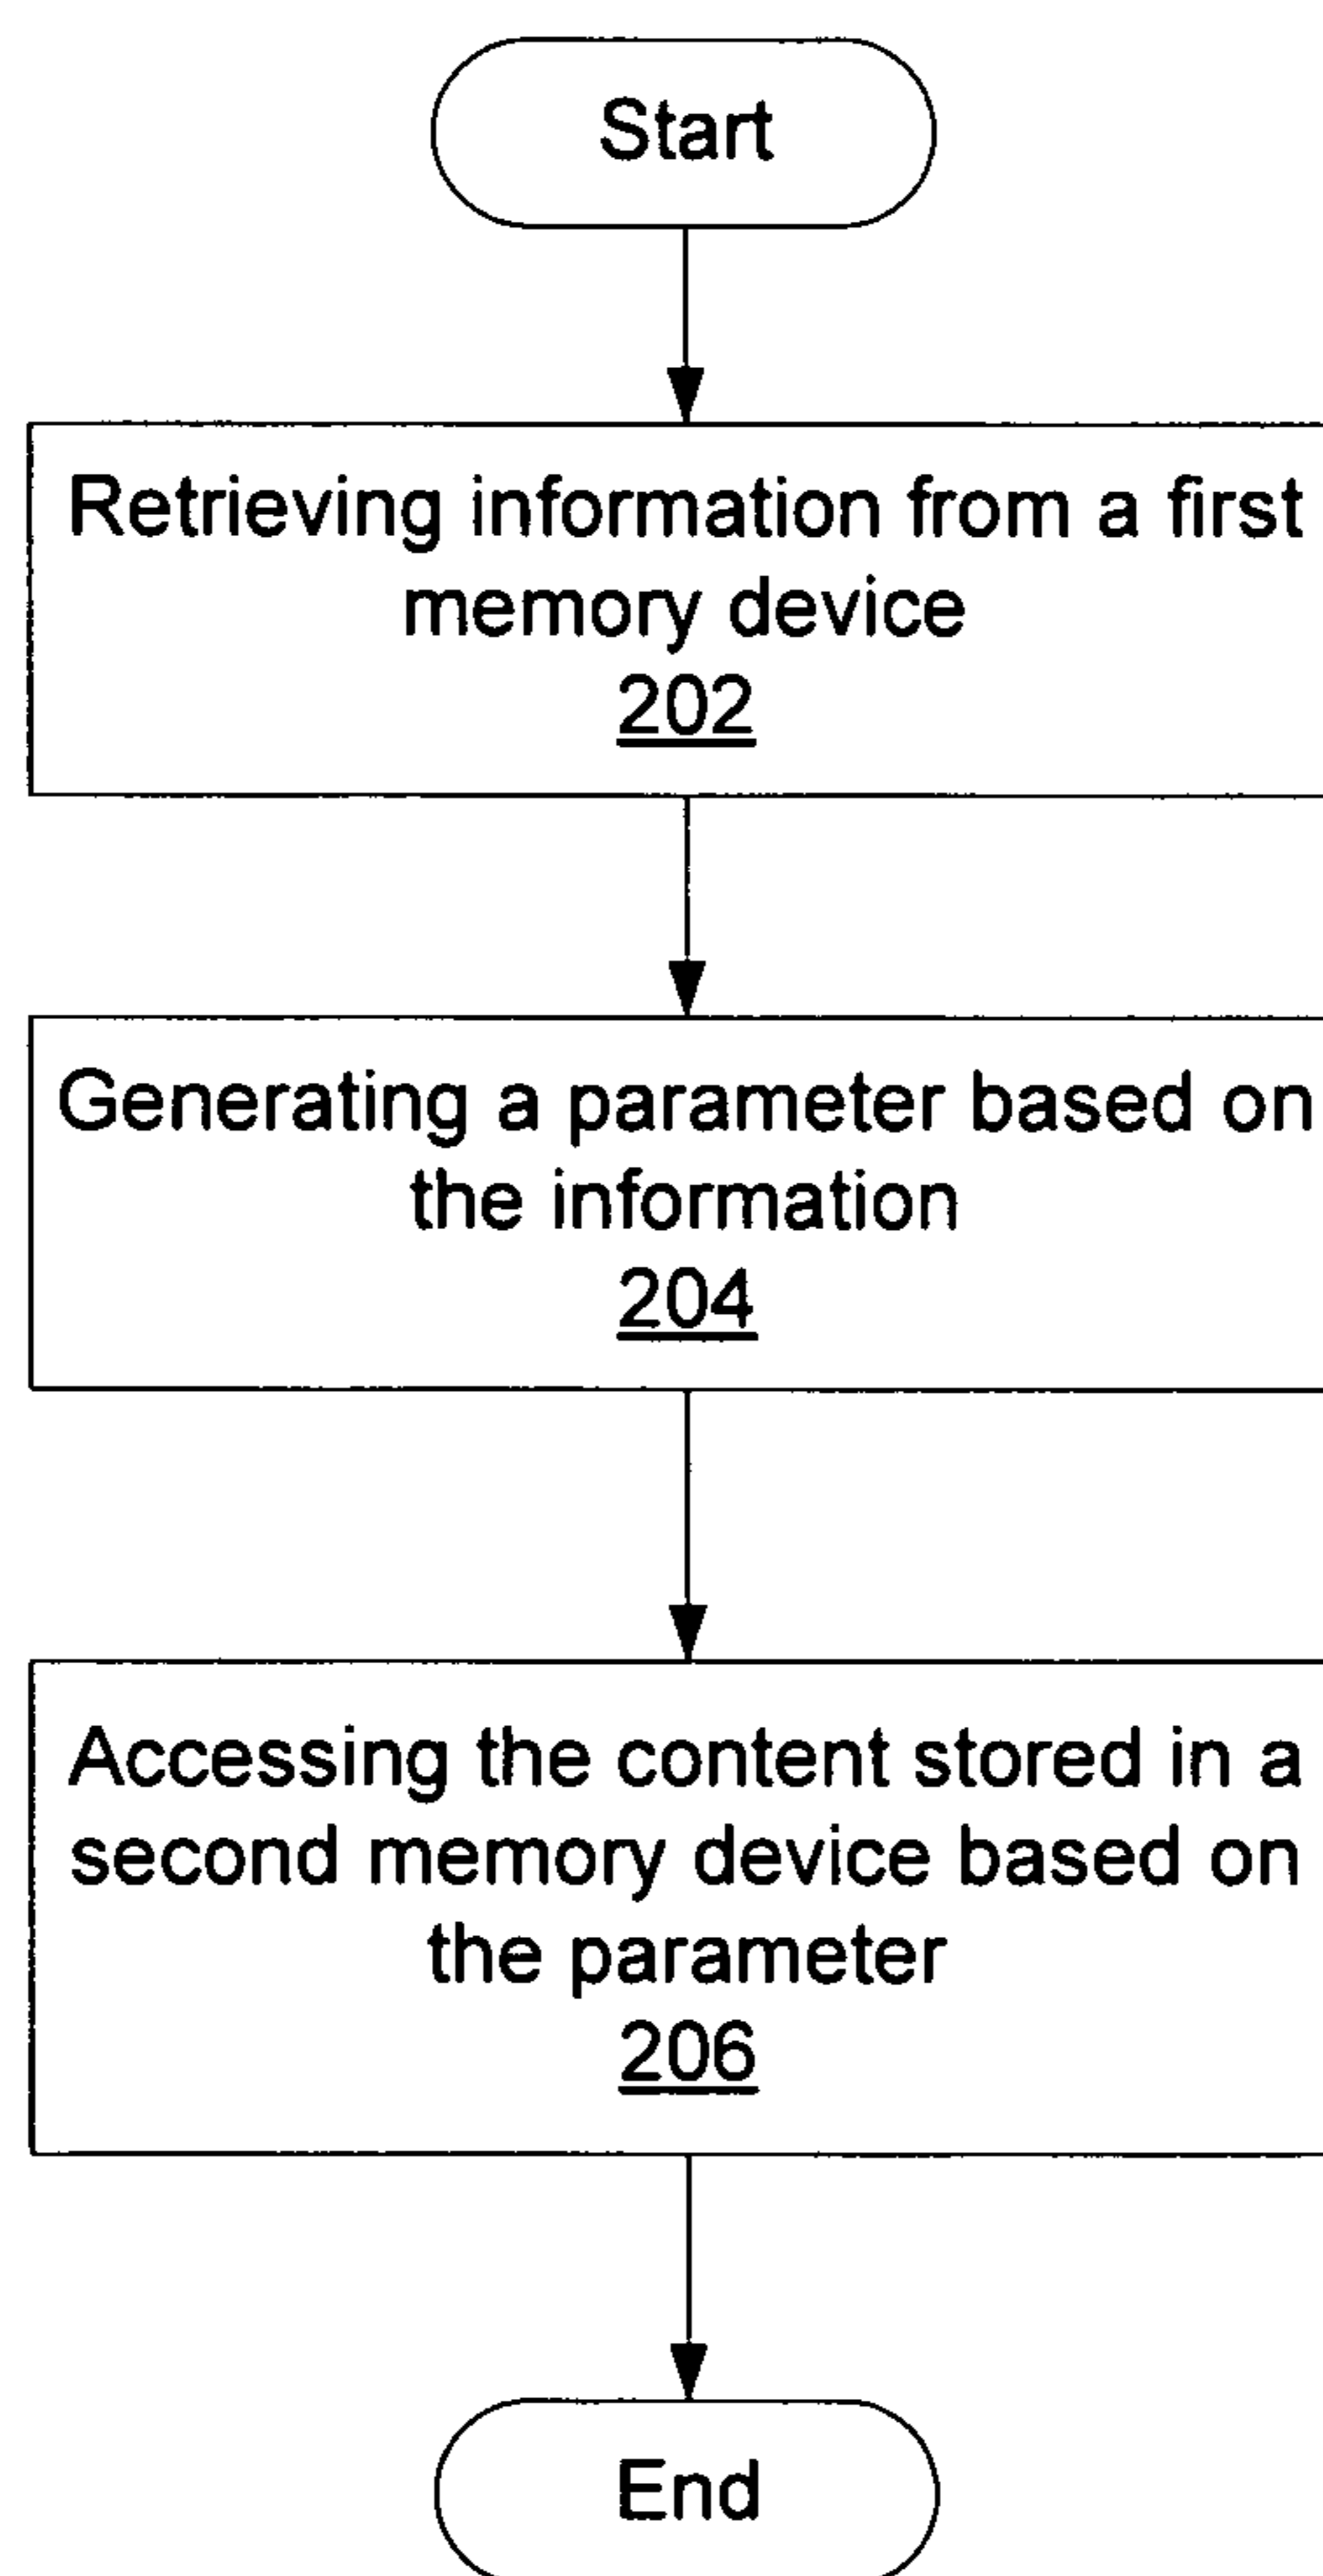 Start
Retrieving information from a first
memory device
202
Generating a parameter based on
the information
204
Accessing the content stored in a
second memory device based on
the parameter
206
End